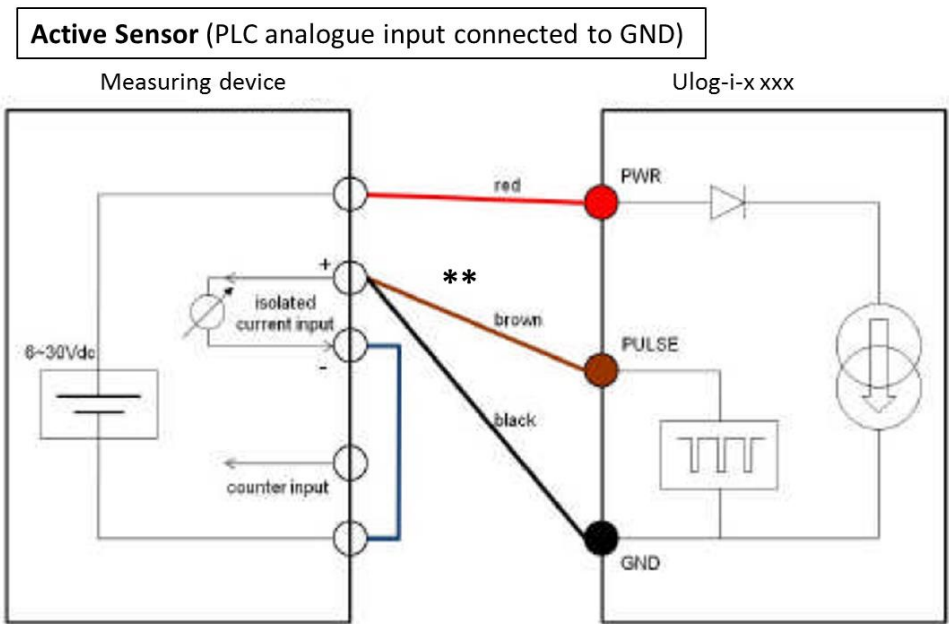 Active Sensor (PLC analogue input connected to GND)
Measuring device
Ulog-i-x xxx
red
PWR
+
**
isolated
current input
brown
6~30Vdc
-
PULSE
black
counter input
GND